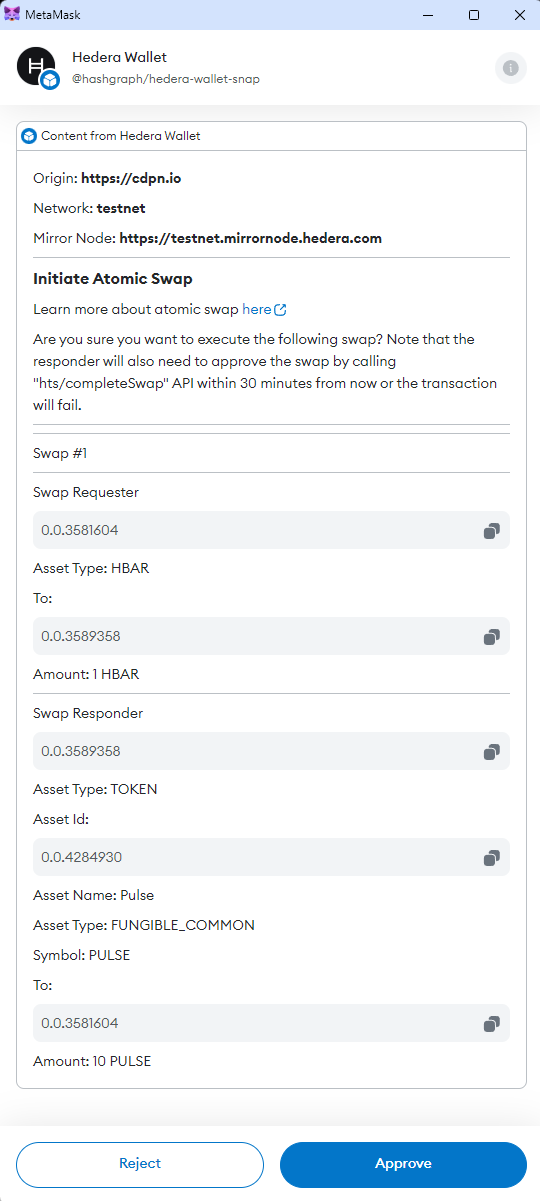 MetaMask
Hedera Wallet
@hashgraph/hedera-wallet-snap
Content from Hedera Wallet
Origin: https://cdpn.io
Network: testnet
Mirror Node: https://testnet.mirrornode.hedera.com
Initiate Atomic Swap
Learn more about atomic swap here
Are you sure you want to execute the following swap? Note that the
responder will also need to approve the swap by calling
"hts/completeSwap" API within 30 minutes from now or the transaction
will fail.
Swap #1
Swap Requester
0.0.3581604
Asset Type: HBAR
To:
0.0.3589358
Amount: 1 HBAR
Swap Responder
0.0.3589358
Asset Type: TOKEN
Asset Id:
0.0.4284930
Asset Name: Pulse
Asset Type: FUNGIBLE_COMMON
Symbol: PULSE
To:
0.0.3581604
Amount: 10 PULSE
Reject
Approve